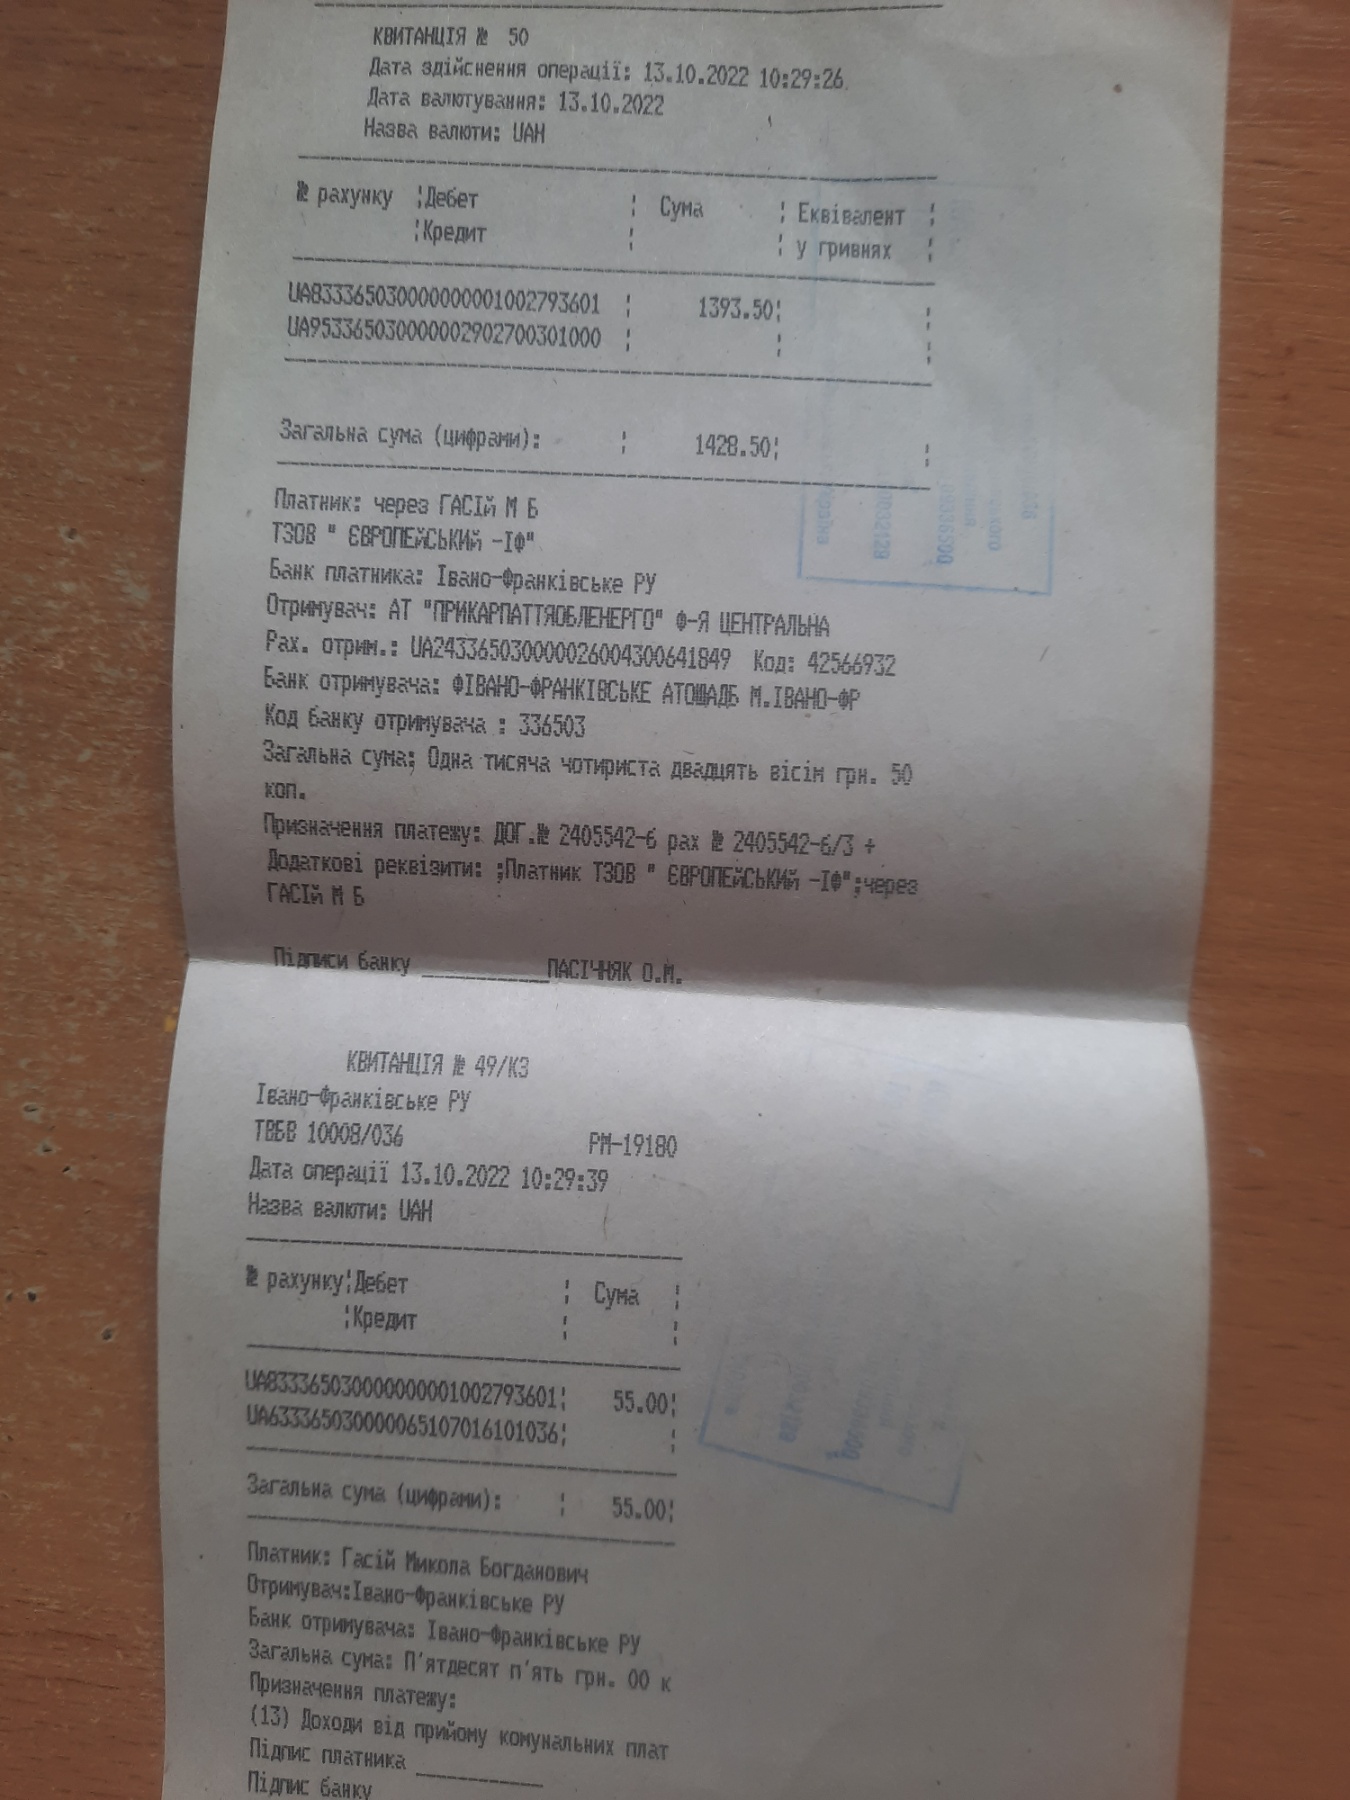 КВИТАНЦІЯ № 50
Дата здійснення операції: 13.10.2022 10:29:26
Дата валютування: 13.10.2022
Назва валюти: UAH
№ рахунку ¦Дебет ¦ Сума ¦ Еквівалент ¦
¦Кредит ¦ ¦ у гривнях ¦
UA833365030000000001002793601 ¦ 1393.50¦ ¦
UA953365030000002902700301000 ¦ ¦ ¦
Загальна сума (цифрами): ¦ 1428.50¦ ¦
Платник: через ГАСІЙ М Б
ТЗОВ " ЄВРОПЕЙСЬКИЙ -ІФ"
Банк платника: Івано-Франківське РУ
Отримувач: АТ "ПРИКАРПАТТЯОБЛЕНЕРГО" Ф-Я ЦЕНТРАЛЬНА
Рах. отрим.: UA243365030000026004300641849 Код: 42566932
Банк отримувача: ФІВАНО-ФРАНКІВСЬКЕ АТОЩАДБ М.ІВАНО-ФР
Код банку отримувача : 336503
Загальна сума: Одна тисяча чотириста двадцять вісім грн. 50
коп.
Призначення платежу: ДОГ.№ 2405542-6 рах № 2405542-6/3 +
Додаткові реквізити: ;Платник ТЗОВ " ЄВРОПЕЙСЬКИЙ -ІФ";через
ГАСІЙ М Б
Підписи банку __________ПАСІЧНЯК О.М.
КВИТАНЦІЯ № 49/КЗ
Івано-Франківське РУ
ТВБВ 10008/036 РМ-19180
Дата операції 13.10.2022 10:29:39
Назва валюти: UAH
№ рахунку¦Дебет ¦ Сума ¦
¦Кредит ¦ ¦
UA833365030000000001002793601¦ 55.00¦
UA633365030000065107016101036¦ ¦
Загальна сума (цифрами): ¦ 55.00¦
Платник: Гасій Микола Богданович
Отримувач:Івано-Франківське РУ
Банк отримувача: Івано-Франківське РУ
Загальна сума: П'ятдесят п'ять грн. 00 к
Призначення платежу:
(13) Доходи від прийому комунальних плат
Підпис платника __________
Підпис банку